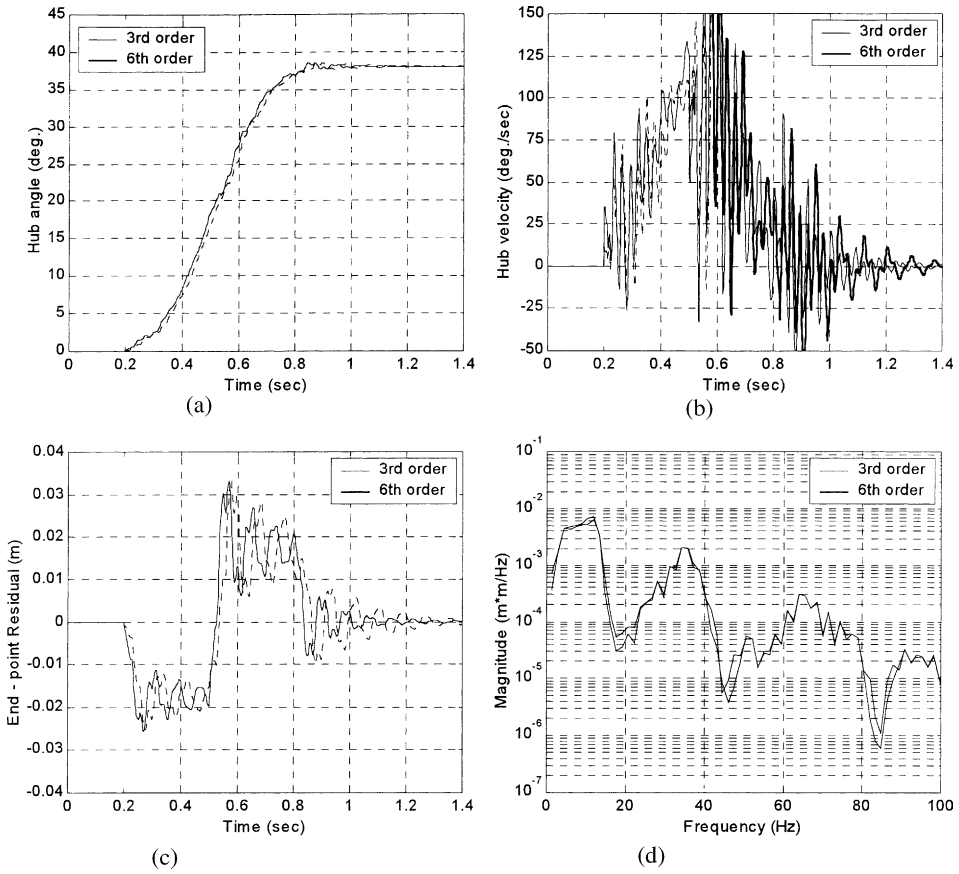 45
40
35
30
25
20
15
10
5
0
Hub angle (deg.)
3rd order
6th order
0 0.2 0.4 0.6 0.8 1 1.2 1.4
Time (sec)
(a)
150
125
100
75
50
25
0
-25
-50
Hub velocity (deg./sec)
3rd order
6th order
0 0.2 0.4 0.6 0.8 1 1.2 1.4
Time (sec)
(b)
0.04
0.03
0.02
0.01
0
-0.01
-0.02
-0.03
-0.04
End - point Residual (m)
3rd order
6th order
0 0.2 0.4 0.6 0.8 1 1.2 1.4
Time (sec)
(c)
10-1
10-2
10-3
10-4
10-5
10-6
10-7
Magnitude (m*m/Hz)
3rd order
6th order
0 20 40 60 80 100
Frequency (Hz)
(d)